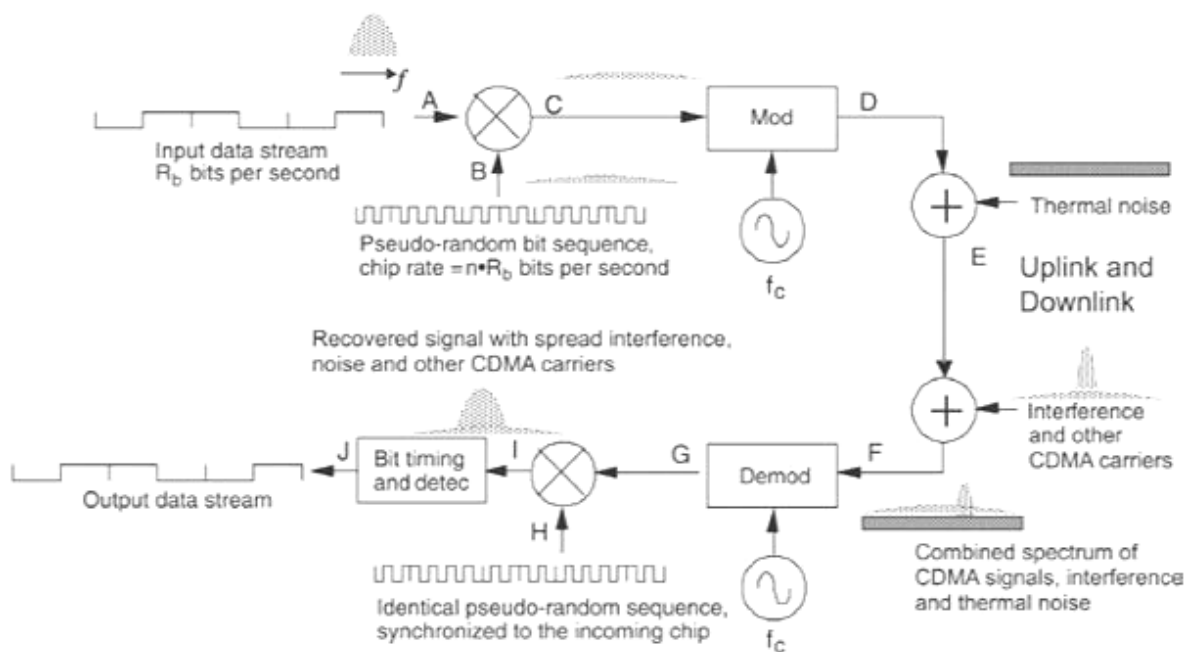 f
A
C
Mod
D
Input data stream
R_b bits per second
B
Pseudo-random bit sequence,
chip rate =n•R_b bits per second
f_c
Thermal noise
E
Uplink and
Downlink
Recovered signal with spread interference,
noise and other CDMA carriers
Interference
and other
CDMA carriers
J
Bit timing
and detec
I
G
Demod
F
Output data stream
H
Identical pseudo-random sequence,
synchronized to the incoming chip
f_c
Combined spectrum of
CDMA signals, interference
and thermal noise